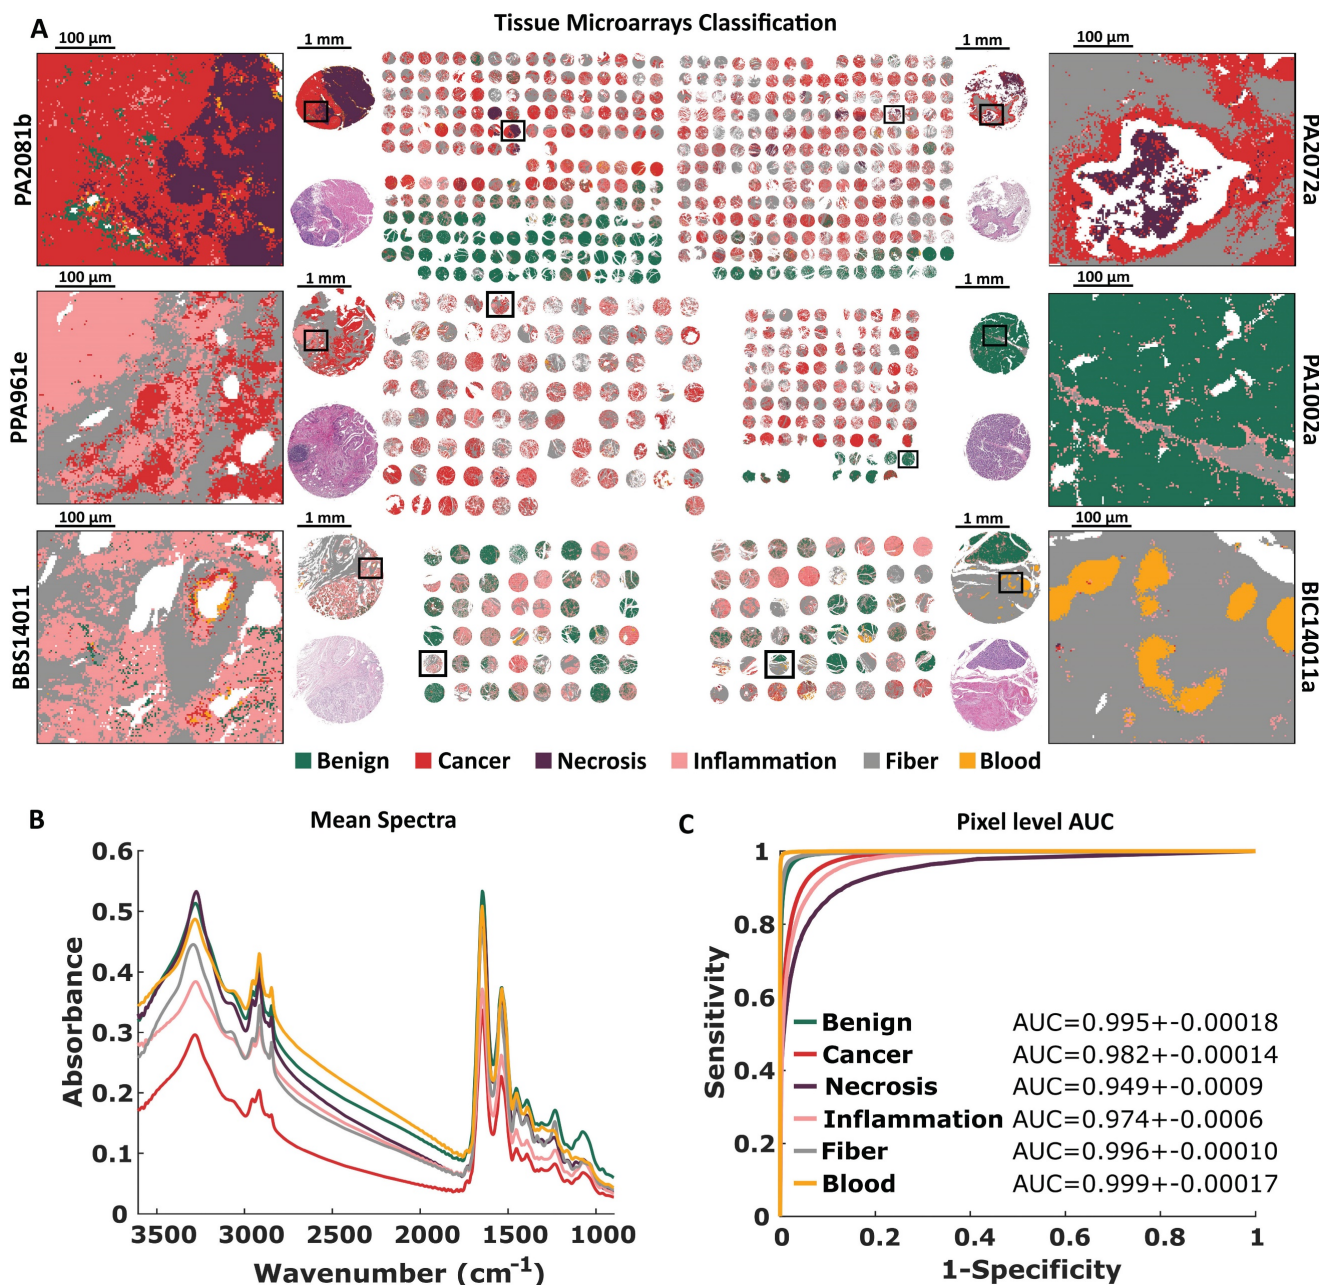 Tissue Microarrays Classification
A
100 μm
1 mm
1 mm
100 μm
PA2081b
PA2072a
100 μm
1 mm
1 mm
100 μm
PPA961e
PA1002a
100 μm
1 mm
1 mm
100 μm
BBS14011
BIC14011a
Benign Cancer Necrosis Inflammation Fiber Blood
B
Mean Spectra
0.6
0.5
0.4
0.3
0.2
0.1
0
Absorbance
3500 3000 2500 2000 1500 1000
Wavenumber (cm⁻¹)
C
Pixel level AUC
1
0.8
0.6
0.4
0.2
0
Sensitivity
Benign AUC=0.995+-0.00018
Cancer AUC=0.982+-0.00014
Necrosis AUC=0.949+-0.0009
Inflammation AUC=0.974+-0.0006
Fiber AUC=0.996+-0.00010
Blood AUC=0.999+-0.00017
0 0.2 0.4 0.6 0.8 1
1-Specificity